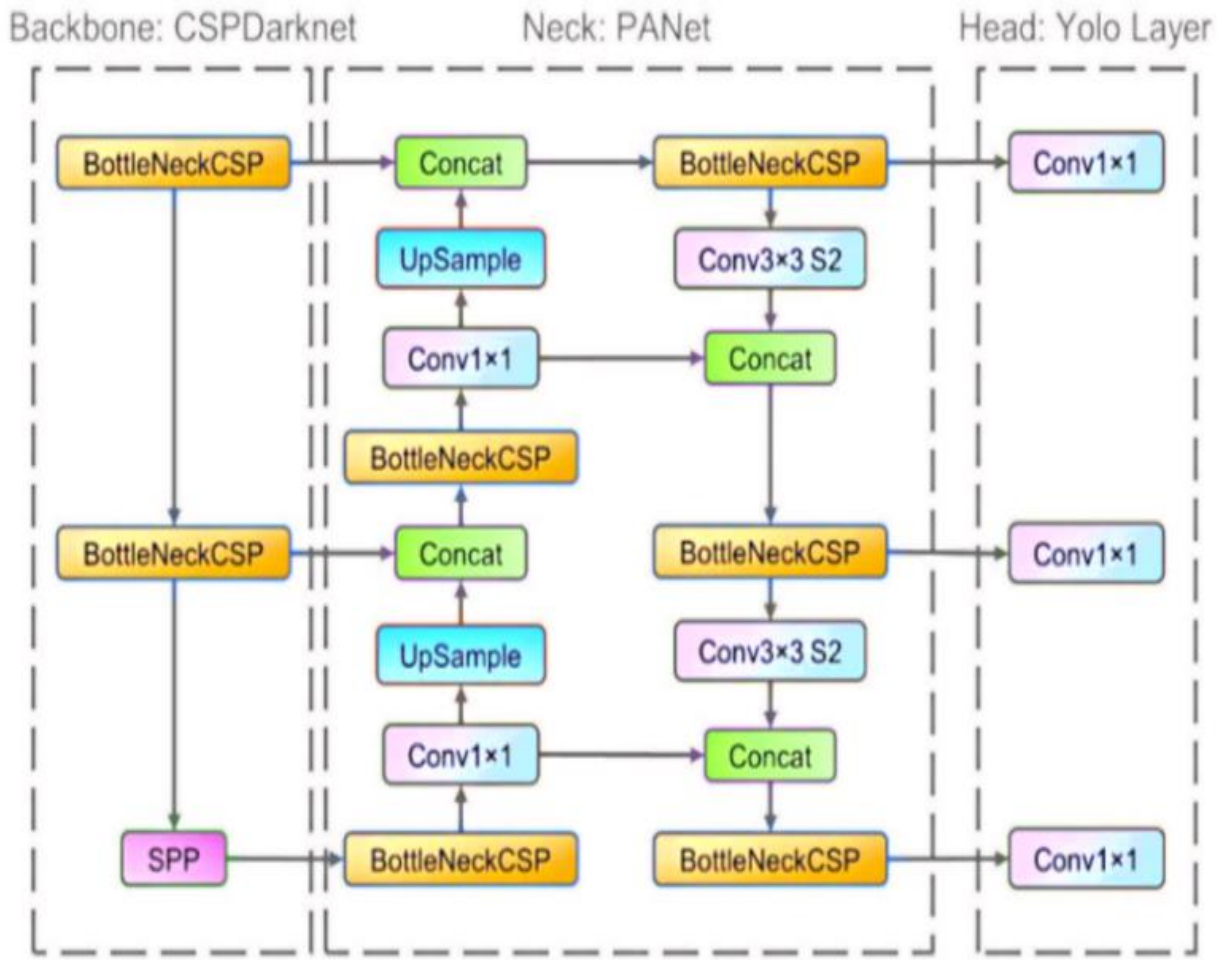 Backbone: CSPDarknet
Neck: PANet
Head: Yolo Layer
BottleNeckCSP
Concat
BottleNeckCSP
Conv1×1
UpSample
Conv3×3 S2
Conv1×1
Concat
BottleNeckCSP
BottleNeckCSP
Concat
BottleNeckCSP
Conv1×1
UpSample
Conv3×3 S2
Conv1×1
Concat
SPP
BottleNeckCSP
BottleNeckCSP
Conv1×1